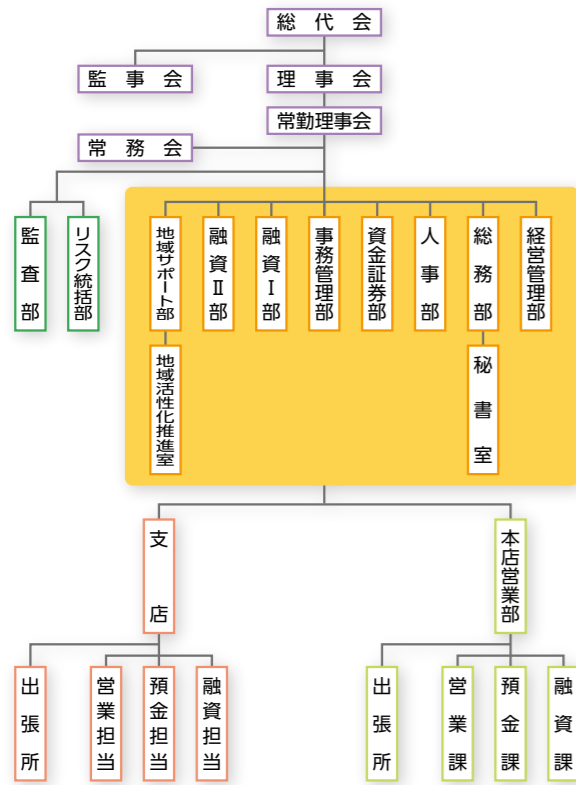 総代会
監事会
理事会
常勤理事会
常務会
監査部
リスク統括部
地域サポート部
融資Ⅱ部
融資Ⅰ部
事務管理部
資金証券部
人事部
総務部
経営管理部
地域活性化推進室
秘書室
支店
本店営業部
出張所
営業担当
預金担当
融資担当
出張所
営業課
預金課
融資課